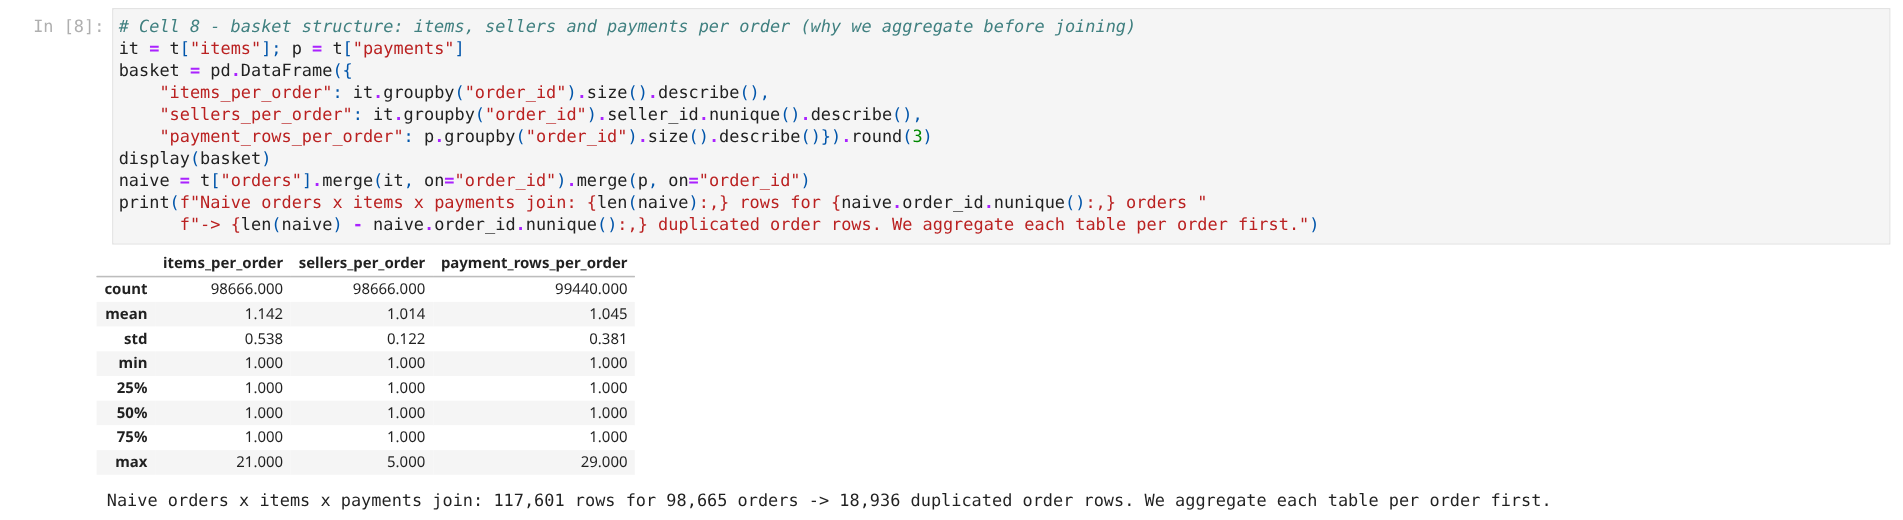 In [8]:
# Cell 8 - basket structure: items, sellers and payments per order (why we aggregate before joining)
it = t["items"]; p = t["payments"]
basket = pd.DataFrame({
    "items_per_order": it.groupby("order_id").size().describe(),
    "sellers_per_order": it.groupby("order_id").seller_id.nunique().describe(),
    "payment_rows_per_order": p.groupby("order_id").size().describe()}).round(3)
display(basket)
naive = t["orders"].merge(it, on="order_id").merge(p, on="order_id")
print(f"Naive orders x items x payments join: {len(naive):,} rows for {naive.order_id.nunique():,} orders "
      f"-> {len(naive) - naive.order_id.nunique():,} duplicated order rows. We aggregate each table per order first.")
items_per_order sellers_per_order payment_rows_per_order
count 98666.000 98666.000 99440.000
mean 1.142 1.014 1.045
std 0.538 0.122 0.381
min 1.000 1.000 1.000
25% 1.000 1.000 1.000
50% 1.000 1.000 1.000
75% 1.000 1.000 1.000
max 21.000 5.000 29.000
Naive orders x items x payments join: 117,601 rows for 98,665 orders -> 18,936 duplicated order rows. We aggregate each table per order first.